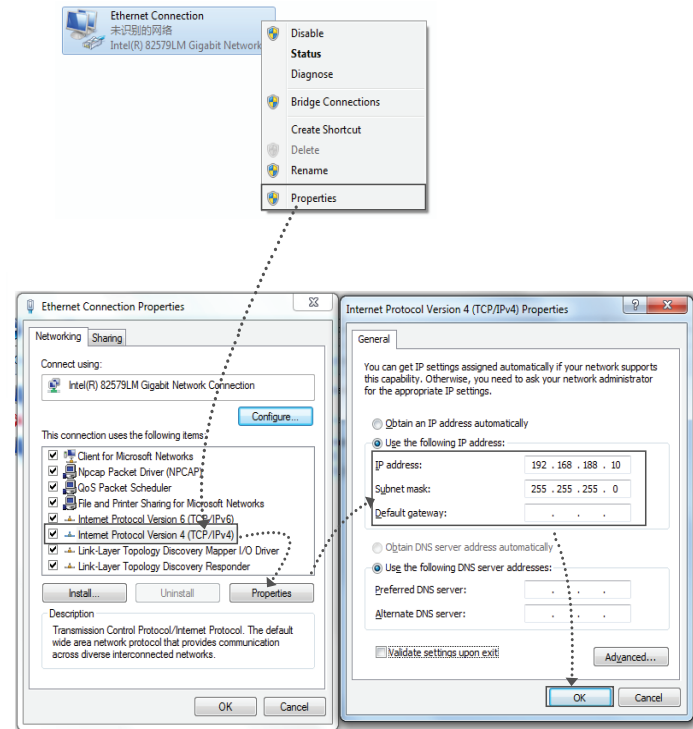 Ethernet Connection
未识别的网络
Intel(R) 82579LM Gigabit Network
Disable
Status
Diagnose
Bridge Connections
Create Shortcut
Delete
Rename
Properties
Ethernet Connection Properties
Networking Sharing
Connect using:
Intel(R) 82579LM Gigabit Network Connection
Configure...
This connection uses the following items:
Client for Microsoft Networks
Npcap Packet Driver (NPCAP)
QoS Packet Scheduler
File and Printer Sharing for Microsoft Networks
Internet Protocol Version 6 (TCP/IPv6)
Internet Protocol Version 4 (TCP/IPv4)
Link-Layer Topology Discovery Mapper I/O Driver
Link-Layer Topology Discovery Responder
Install... Uninstall Properties
Description
Transmission Control Protocol/Internet Protocol. The default
wide area network protocol that provides communication
across diverse interconnected networks.
OK Cancel
Internet Protocol Version 4 (TCP/IPv4) Properties
General
You can get IP settings assigned automatically if your network supports
this capability. Otherwise, you need to ask your network administrator
for the appropriate IP settings.
Obtain an IP address automatically
Use the following IP address:
IP address: 192 . 168 . 188 . 10
Subnet mask: 255 . 255 . 255 . 0
Default gateway: . . .
Obtain DNS server address automatically
Use the following DNS server addresses:
Preferred DNS server: . . .
Alternate DNS server: . . .
Validate settings upon exit
Advanced...
OK Cancel